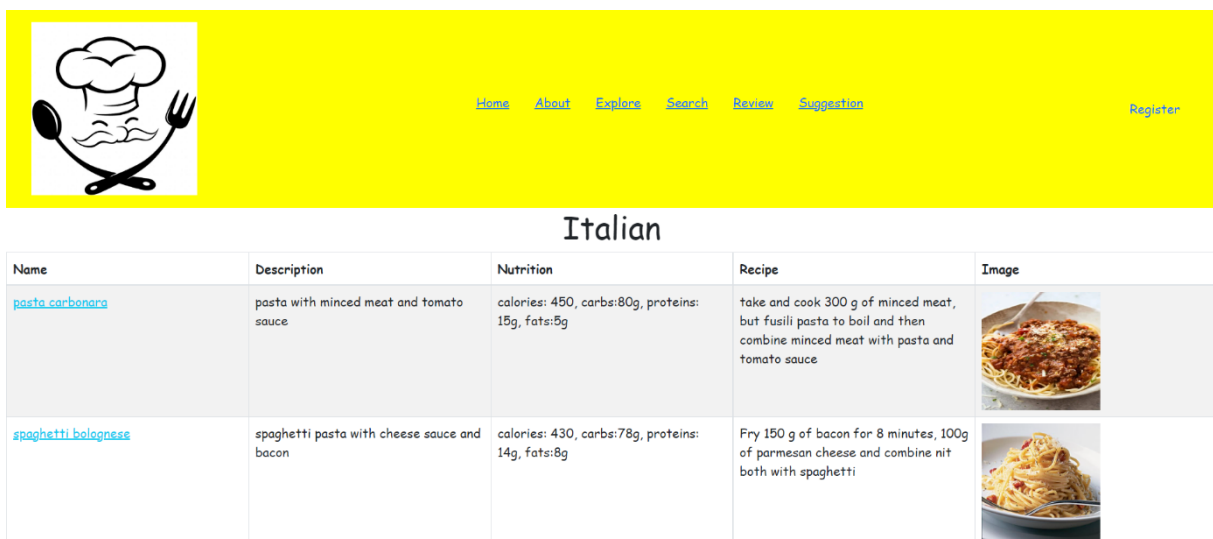 Home About Explore Search Review Suggestion
Register
Italian
Name Description Nutrition Recipe Image
pasta carbonara
pasta with minced meat and tomato
sauce
calories: 450, carbs:80g, proteins:
15g, fats:5g
take and cook 300 g of minced meat,
but fusili pasta to boil and then
combine minced meat with pasta and
tomato sauce
spaghetti bolognese
spaghetti pasta with cheese sauce and
bacon
calories: 430, carbs:78g, proteins:
14g, fats:8g
Fry 150 g of bacon for 8 minutes, 100g
of parmesan cheese and combine nit
both with spaghetti